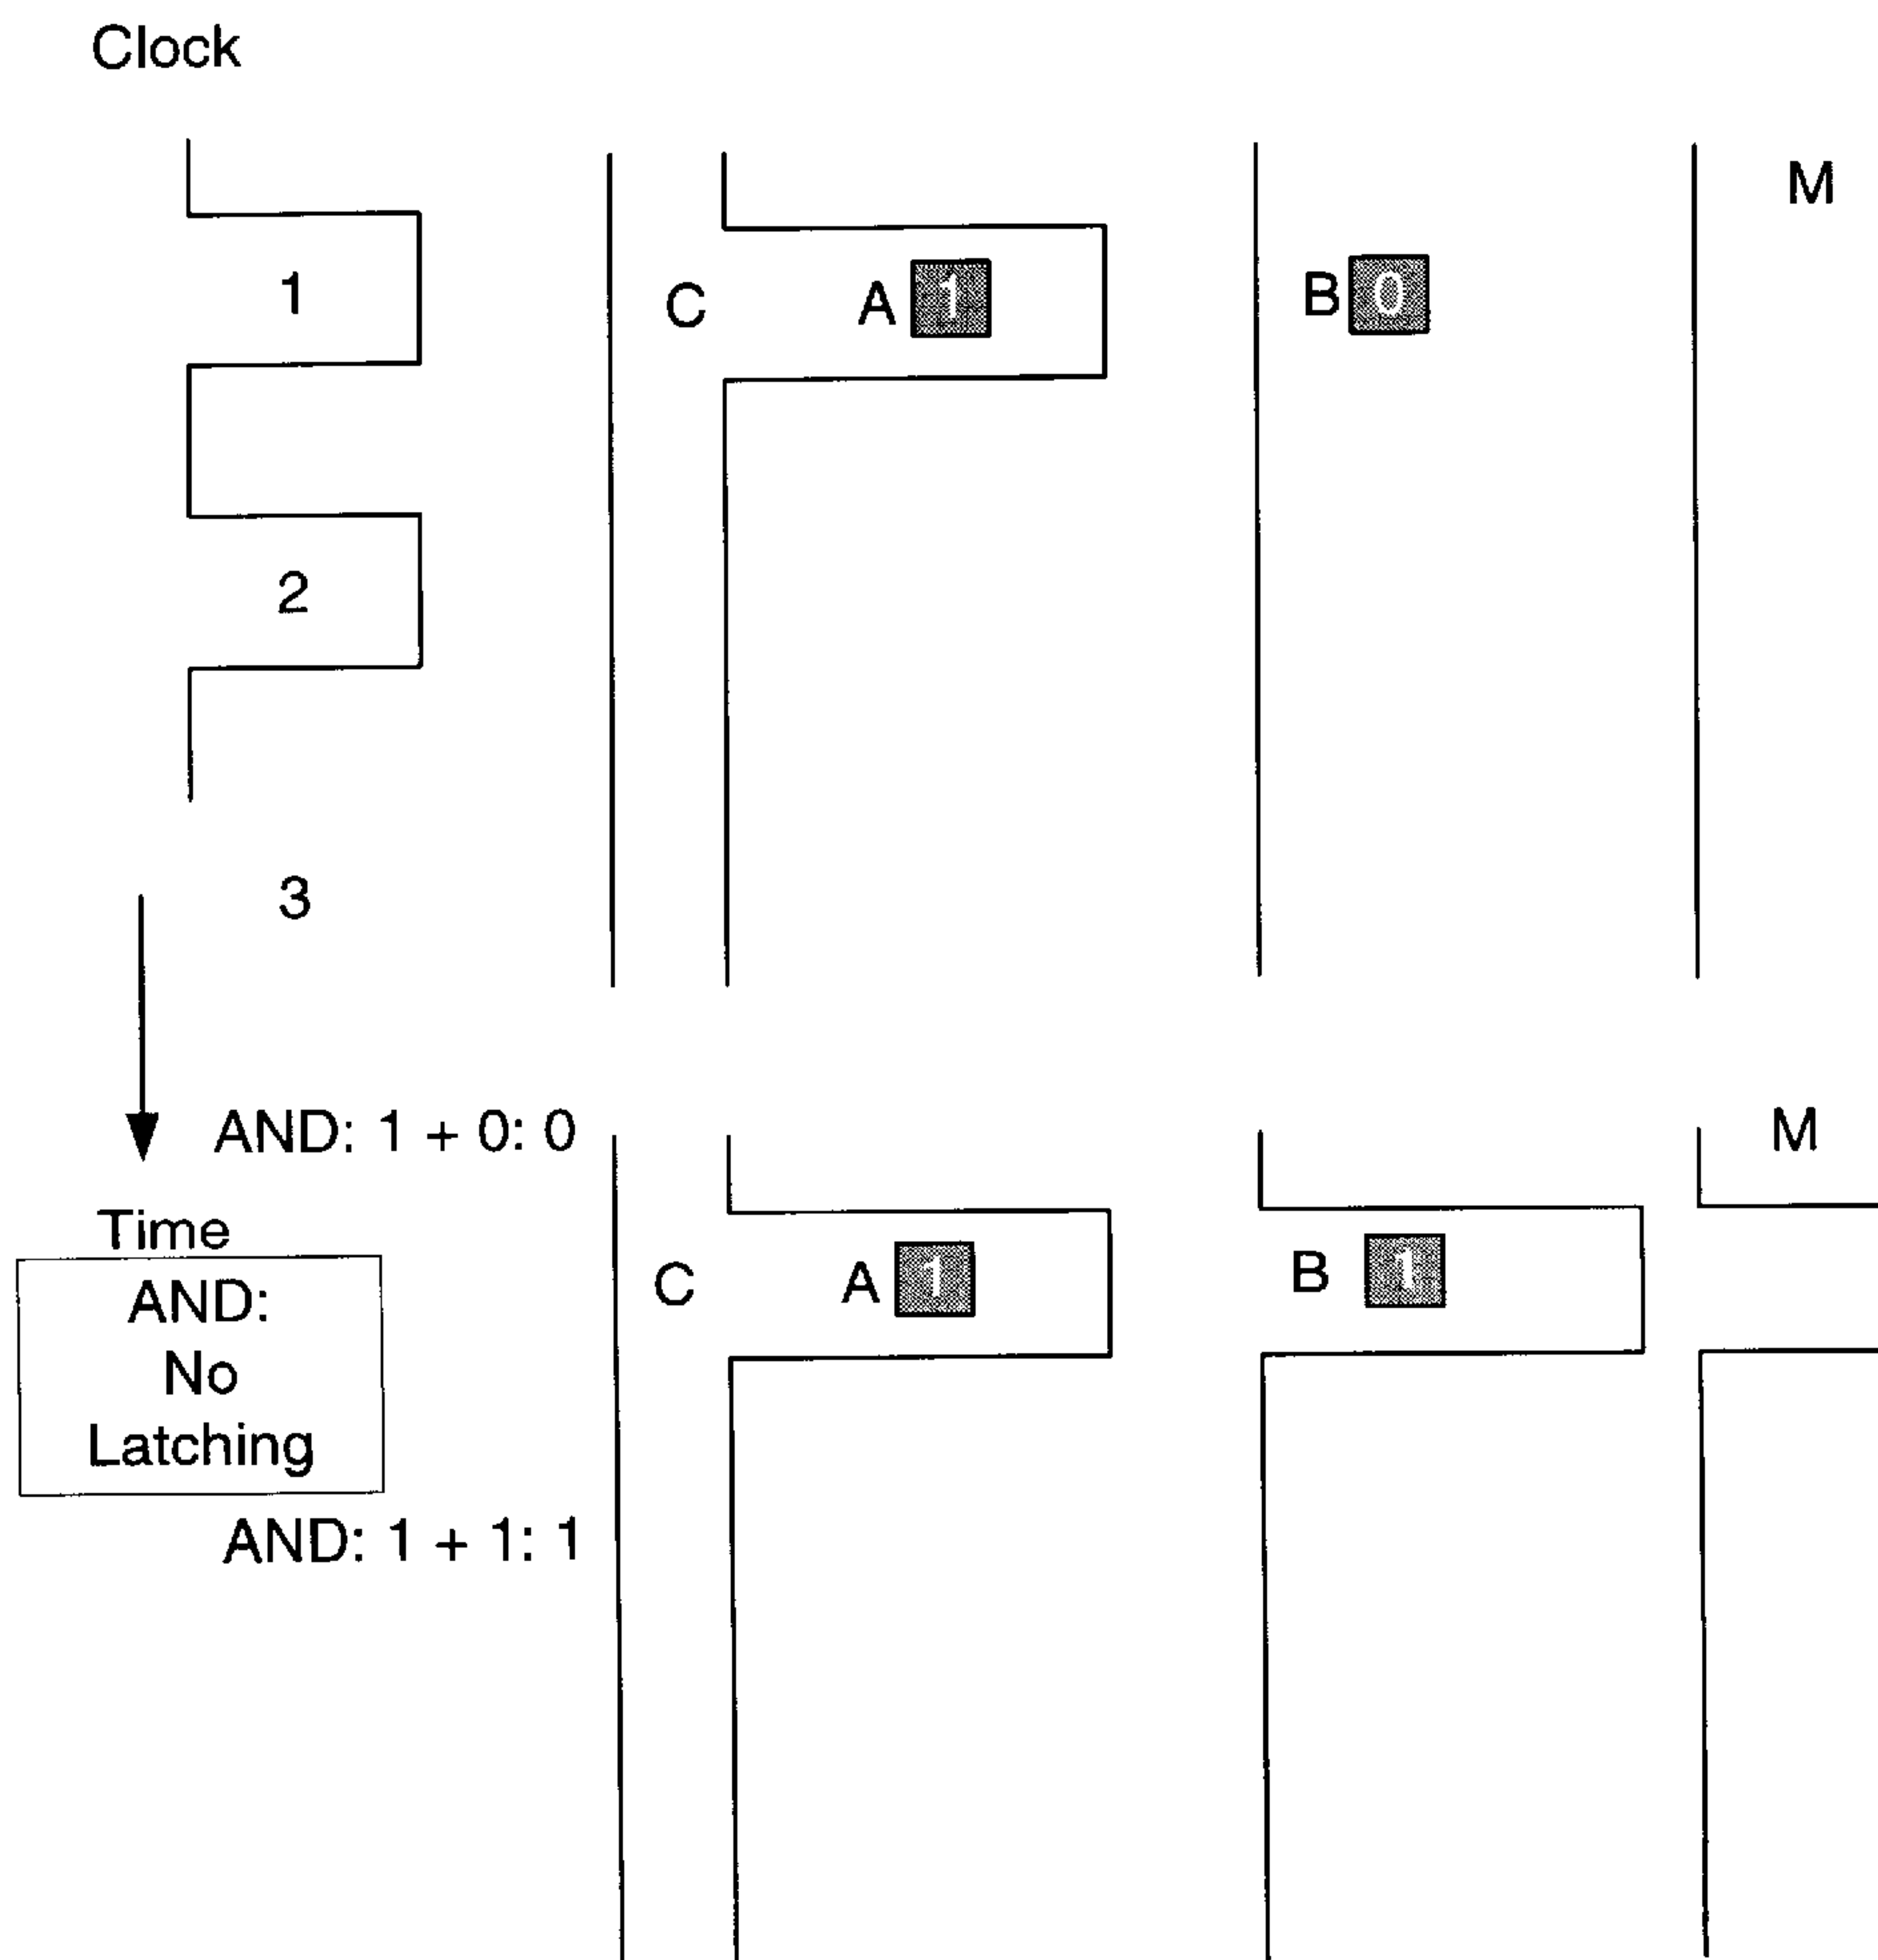 Clock
M
1
C A 1 B 0
2
3
AND: 1 + 0: 0
M
Time
C A 1 B 1
AND:
No
Latching
AND: 1 + 1: 1